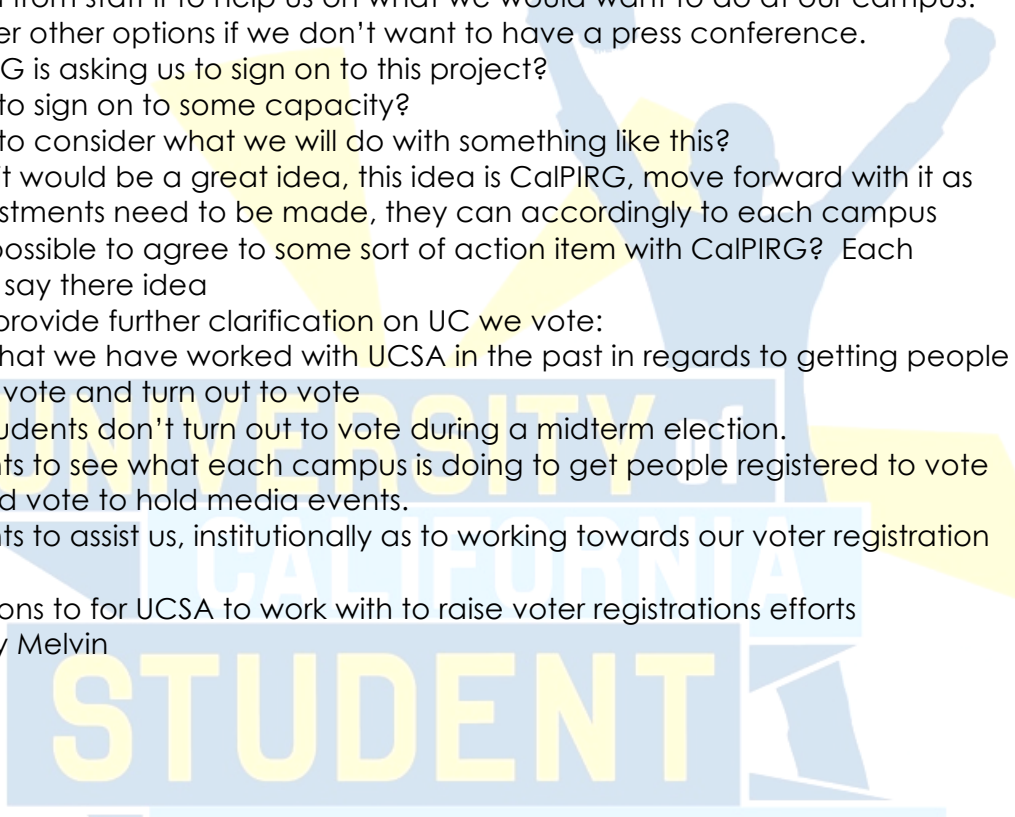 from staff it to help us on what we would want to do at our campus.
er other options if we don't want to have a press conference.
G is asking us to sign on to this project?
to sign on to some capacity?
to consider what we will do with something like this?
't would be a great idea, this idea is CalPIRG, move forward with it as
stments need to be made, they can accordingly to each campus
possible to agree to some sort of action item with CalPIRG?  Each
say there idea
provide further clarification on UC we vote:
hat we have worked with UCSA in the past in regards to getting people
vote and turn out to vote
udents don't turn out to vote during a midterm election.
nts to see what each campus is doing to get people registered to vote
d vote to hold media events.
nts to assist us, institutionally as to working towards our voter registration
ons to for UCSA to work with to raise voter registrations efforts
y Melvin
UNIVERSITY of
CALIFORNIA
STUDENT